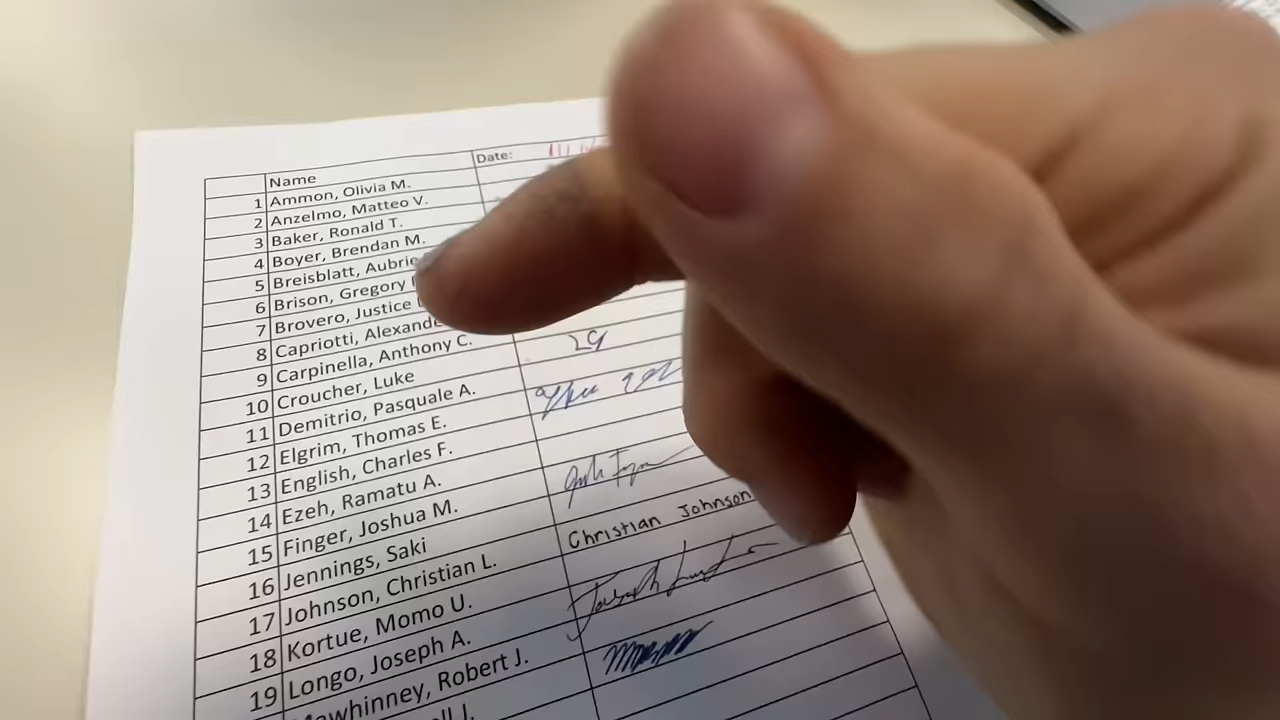 Name Date:
1 Ammon, Olivia M.
2 Anzelmo, Matteo V.
3 Baker, Ronald T.
4 Boyer, Brendan M.
5 Breisblatt, Aubrie
6 Brison, Gregory
7 Brovero, Justice
8 Capriotti, Alexande
9 Carpinella, Anthony C.
10 Croucher, Luke
11 Demitrio, Pasquale A.
12 Elgrim, Thomas E.
13 English, Charles F.
14 Ezeh, Ramatu A.
15 Finger, Joshua M.
16 Jennings, Saki
17 Johnson, Christian L. Christian Johnson
18 Kortue, Momo U.
19 Longo, Joseph A. Joseph
Mawhinney, Robert J.